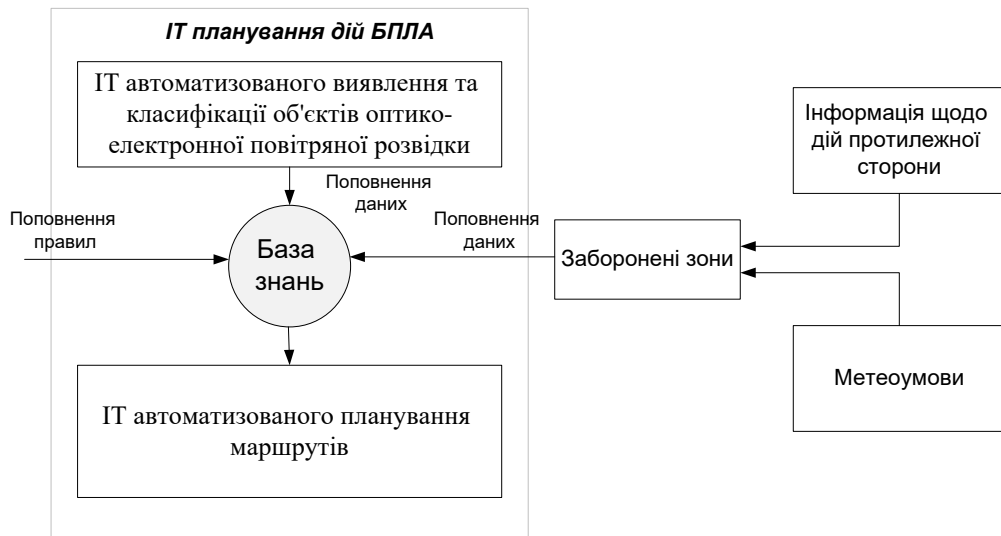 ІТ планування дій БПЛА
ІТ автоматизованого виявлення та
класифікації об'єктів оптико-
електронної повітряної розвідки
Поповнення
даних
Поповнення
правил
База
знань
Поповнення
даних
Заборонені зони
Інформація щодо
дій протилежної
сторони
Метеоумови
ІТ автоматизованого планування
маршрутів